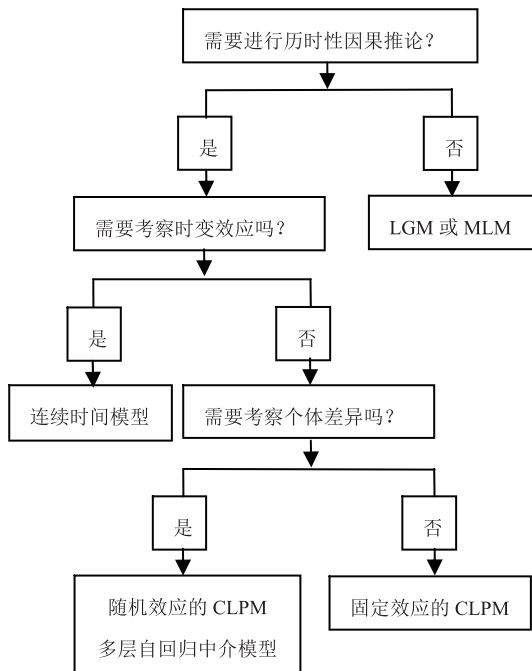 需要进行历时性因果推论？
是
否
需要考察时变效应吗？
LGM 或 MLM
是
否
连续时间模型
需要考察个体差异吗？
是
否
随机效应的 CLPM
多层自回归中介模型
固定效应的 CLPM